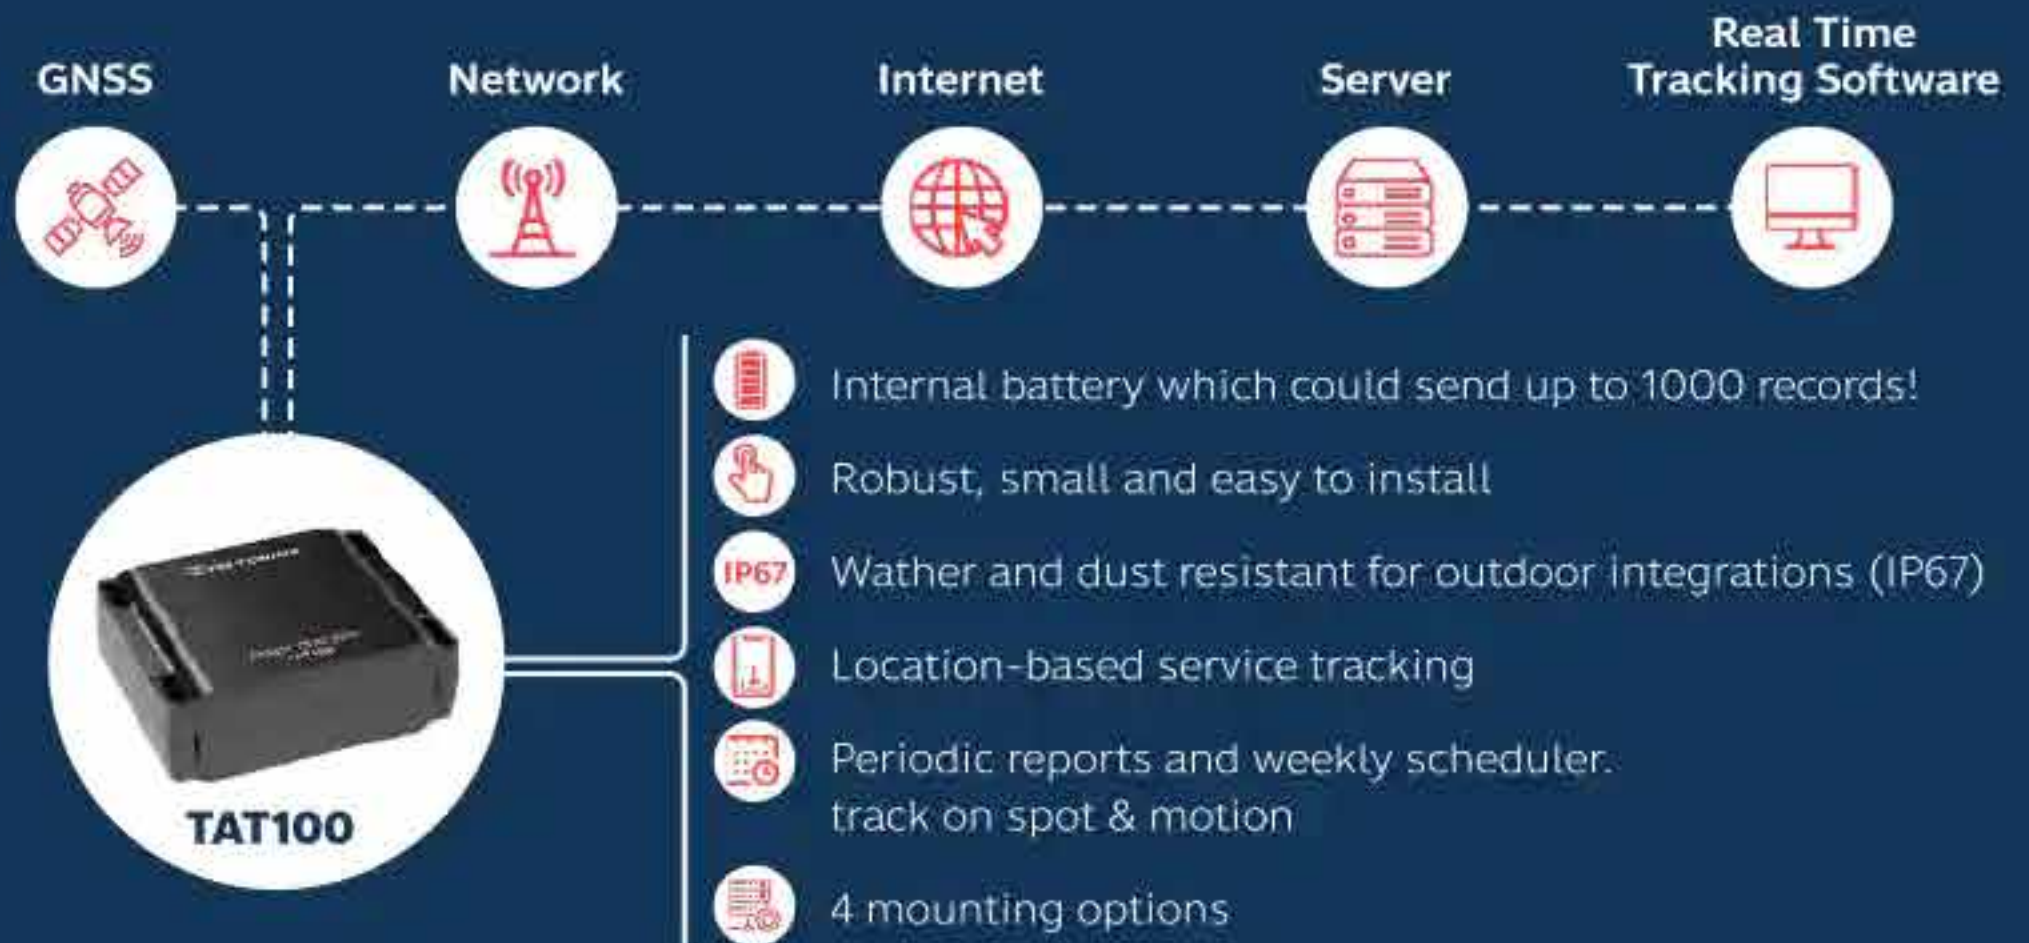 GNSS
Network
Internet
Server
Real Time
Tracking Software
Internal battery which could send up to 1000 records!
Robust, small and easy to install
IP67
Wather and dust resistant for outdoor integrations (IP67)
Location-based service tracking
Periodic reports and weekly scheduler.
track on spot & motion
4 mounting options
TELTONIKA
TAT100